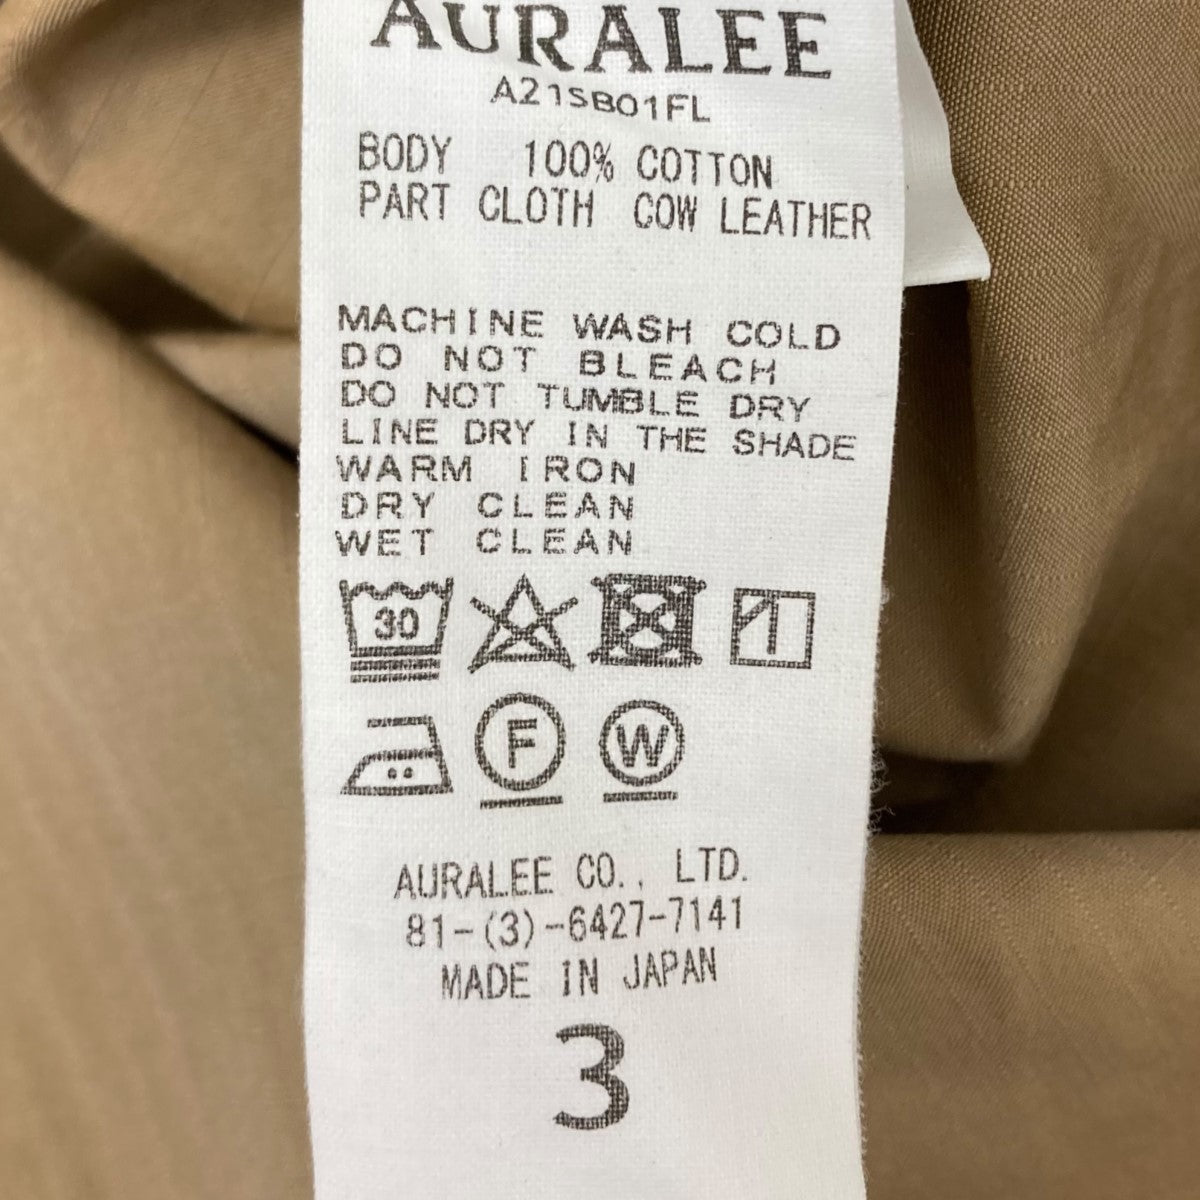 AURALEE
A21SB01FL
BODY 100% COTTON
PART CLOTH COW LEATHER
MACHINE WASH COLD
DO NOT BLEACH
DO NOT TUMBLE DRY
LINE DRY IN THE SHADE
WARM IRON
DRY CLEAN
WET CLEAN
30
F W
AURALEE CO., LTD.
81-(3)-6427-7141
MADE IN JAPAN
3